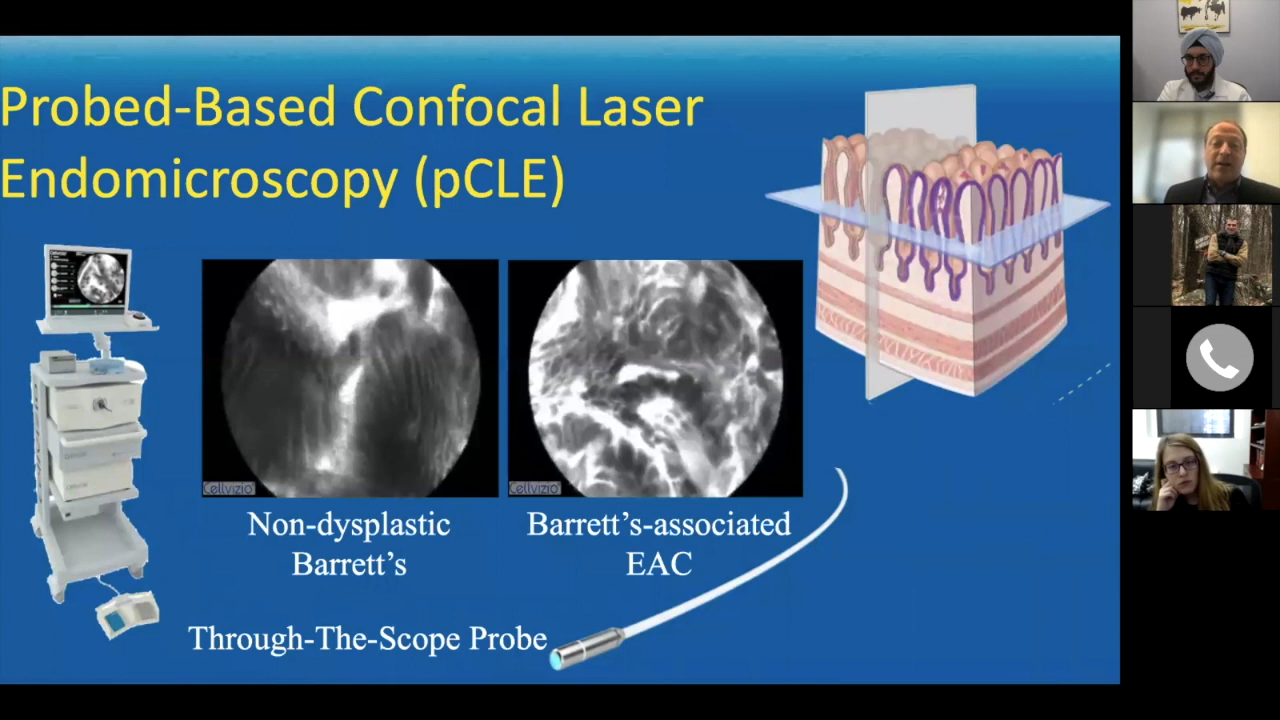 Probed-Based Confocal Laser
Endomicroscopy (pCLE)
Cellvizio
Cellvizio
Non-dysplastic
Barrett's
Barrett's-associated
EAC
Through-The-Scope Probe